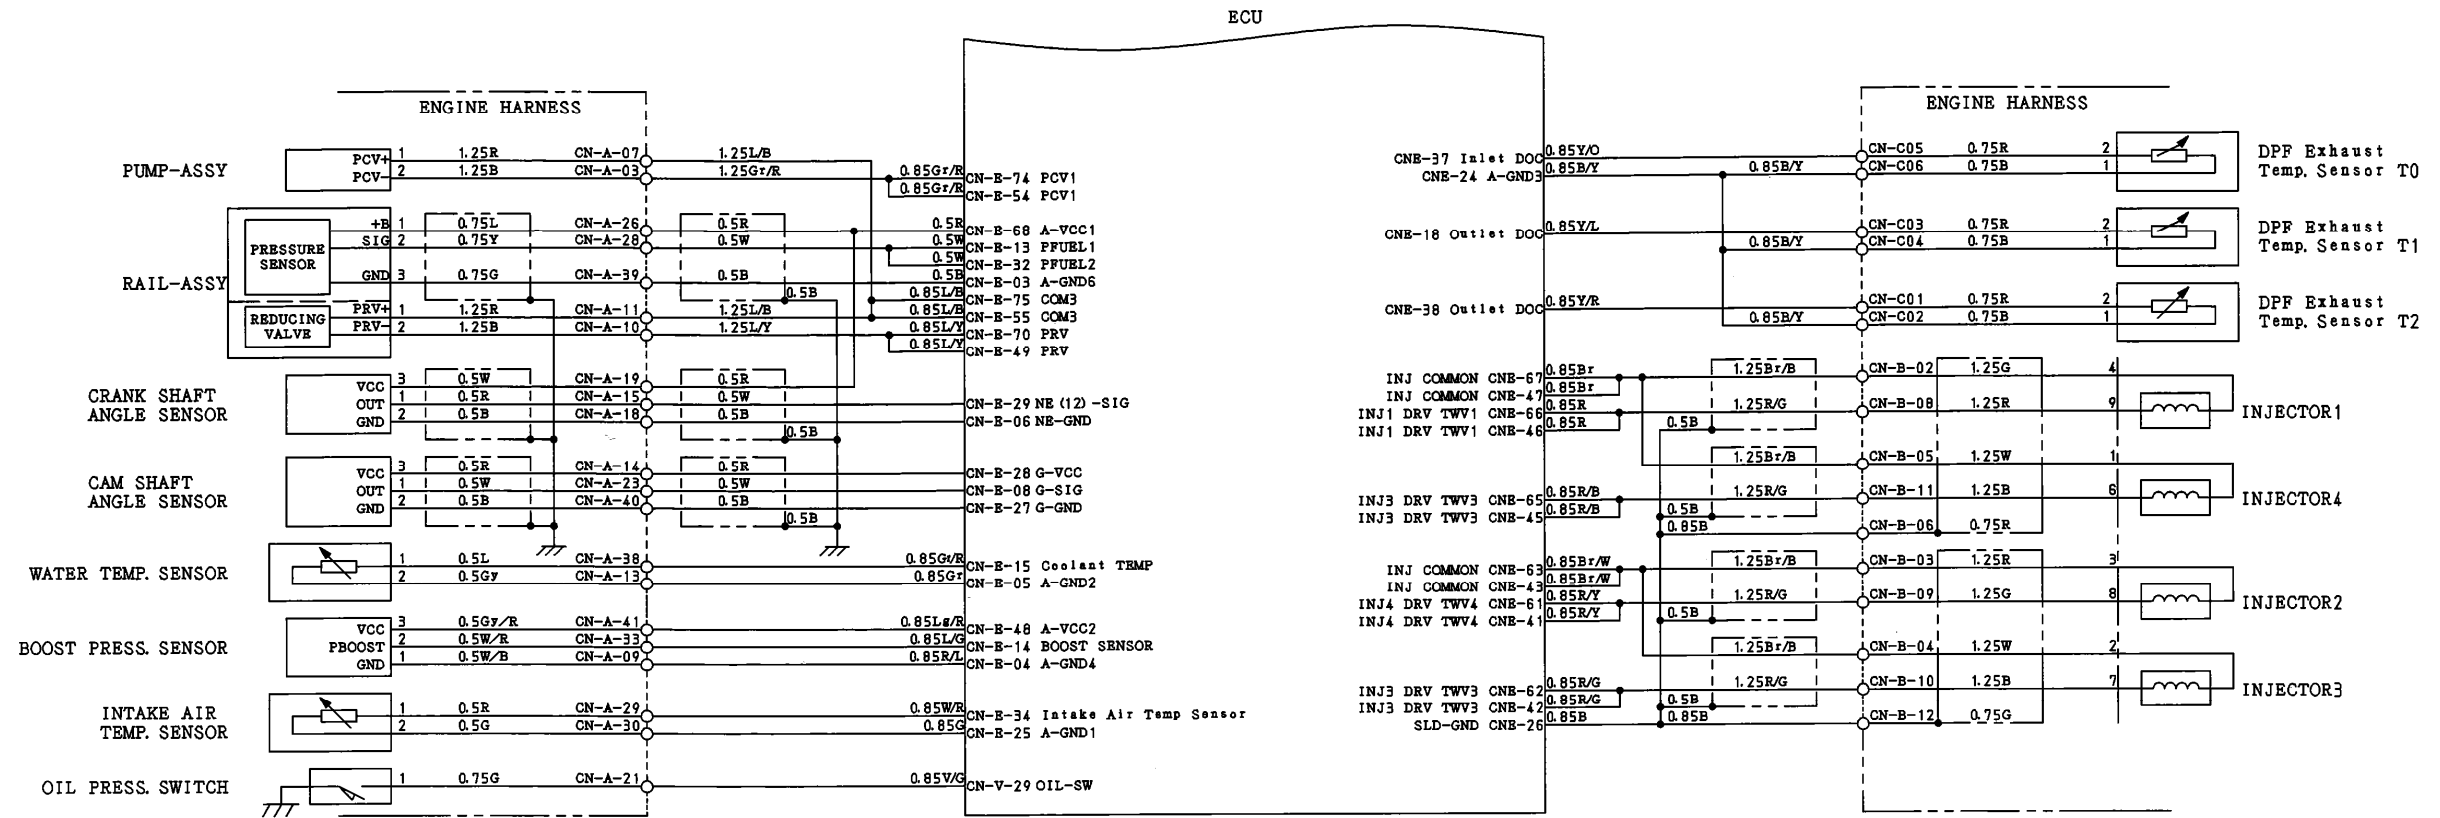 ECU
ENGINE HARNESS
PUMP-ASSY
PCV+ 1 1.25R CN-A-07 1.25L/B
PCV- 2 1.25B CN-A-03 1.25Gr/R 0.85Gr/R CN-E-74 PCV1
0.85Gr/R CN-E-54 PCV1
RAIL-ASSY
PRESSURE
SENSOR
+B 1 0.75L CN-A-26 0.5R 0.5R CN-E-68 A-VCC1
SIG 2 0.75Y CN-A-28 0.5W 0.5W CN-E-13 PFUEL1
0.5W CN-E-32 PFUEL2
GND 3 0.75G CN-A-39 0.5B 0.5B CN-E-03 A-GND6
0.5B 0.85L/B CN-E-75 COM3
REDUCING
VALVE
PRV+ 1 1.25R CN-A-11 1.25L/B 0.85L/B CN-E-55 COM3
PRV- 2 1.25B CN-A-10 1.25L/Y 0.85L/Y CN-E-70 PRV
0.85L/Y CN-E-49 PRV
CRANK SHAFT
ANGLE SENSOR
VCC 3 0.5W CN-A-19 0.5R
OUT 1 0.5R CN-A-15 0.5W CN-E-29 NE(12)-SIG
GND 2 0.5B CN-A-18 0.5B CN-E-06 NE-GND
0.5B
CAM SHAFT
ANGLE SENSOR
VCC 3 0.5R CN-A-14 0.5R CN-E-28 G-VCC
OUT 1 0.5W CN-A-23 0.5W CN-E-08 G-SIG
GND 2 0.5B CN-A-40 0.5B CN-E-27 G-GND
0.5B
WATER TEMP. SENSOR
1 0.5L CN-A-38 0.85Gr/R CN-E-15 Coolant TEMP
2 0.5Gy CN-A-13 0.85Gr CN-E-05 A-GND2
BOOST PRESS. SENSOR
VCC 3 0.5Gy/R CN-A-41 0.85Lg/R CN-E-48 A-VCC2
PBOOST 2 0.5W/R CN-A-33 0.85L/G CN-E-14 BOOST SENSOR
GND 1 0.5W/B CN-A-09 0.85R/L CN-E-04 A-GND4
INTAKE AIR
TEMP. SENSOR
1 0.5R CN-A-29 0.85W/R CN-E-34 Intake Air Temp Sensor
2 0.5G CN-A-30 0.85G CN-E-25 A-GND1
OIL PRESS. SWITCH
1 0.75G CN-A-21 0.85V/G CN-V-29 OIL-SW
ENGINE HARNESS
CNE-37 Inlet DOC 0.85Y/O CN-C05 0.75R 2
CNE-24 A-GND3 0.85B/Y 0.85B/Y CN-C06 0.75B 1
DPF Exhaust
Temp. Sensor T0
CNE-18 Outlet DOC 0.85Y/L CN-C03 0.75R 2
0.85B/Y CN-C04 0.75B 1
DPF Exhaust
Temp. Sensor T1
CNE-38 Outlet DOC 0.85Y/R CN-C01 0.75R 2
0.85B/Y CN-C02 0.75B 1
DPF Exhaust
Temp. Sensor T2
INJ COMMON CNE-67 0.85Br 1.25Br/B CN-B-02 1.25G 4
INJ COMMON CNE-47 0.85Br
INJ1 DRV TWV1 CNE-66 0.85R 1.25R/G CN-B-08 1.25R 9 INJECTOR1
INJ1 DRV TWV1 CNE-46 0.85R 0.5B
1.25Br/B CN-B-05 1.25W 1
INJ3 DRV TWV3 CNE-65 0.85R/B 1.25R/G CN-B-11 1.25B 6 INJECTOR4
INJ3 DRV TWV3 CNE-45 0.85R/B 0.5B
0.85B CN-B-06 0.75R
INJ COMMON CNE-63 0.85Br/W 1.25Br/B CN-B-03 1.25R 3
INJ COMMON CNE-43 0.85Br/W
INJ4 DRV TWV4 CNE-61 0.85R/Y 1.25R/G CN-B-09 1.25G 8 INJECTOR2
INJ4 DRV TWV4 CNE-41 0.85R/Y 0.5B
1.25Br/B CN-B-04 1.25W 2
INJ3 DRV TWV3 CNE-62 0.85R/G 1.25R/G CN-B-10 1.25B 7 INJECTOR3
INJ3 DRV TWV3 CNE-42 0.85R/G 0.5B
SLD-GND CNE-26 0.85B 0.85B CN-B-12 0.75G